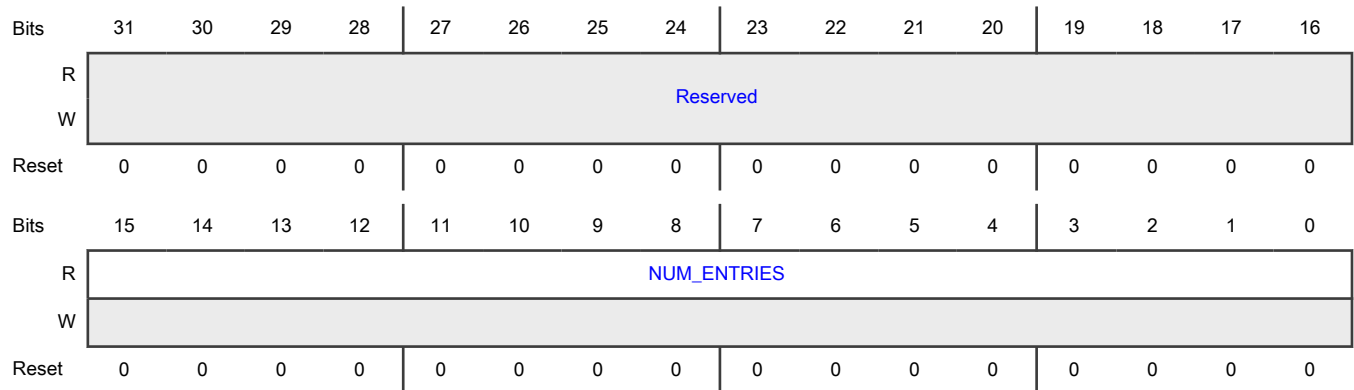 Bits 31 30 29 28 27 26 25 24 23 22 21 20 19 18 17 16
R
Reserved
W
Reset 0 0 0 0 0 0 0 0 0 0 0 0 0 0 0 0
Bits 15 14 13 12 11 10 9 8 7 6 5 4 3 2 1 0
R NUM_ENTRIES
W
Reset 0 0 0 0 0 0 0 0 0 0 0 0 0 0 0 0